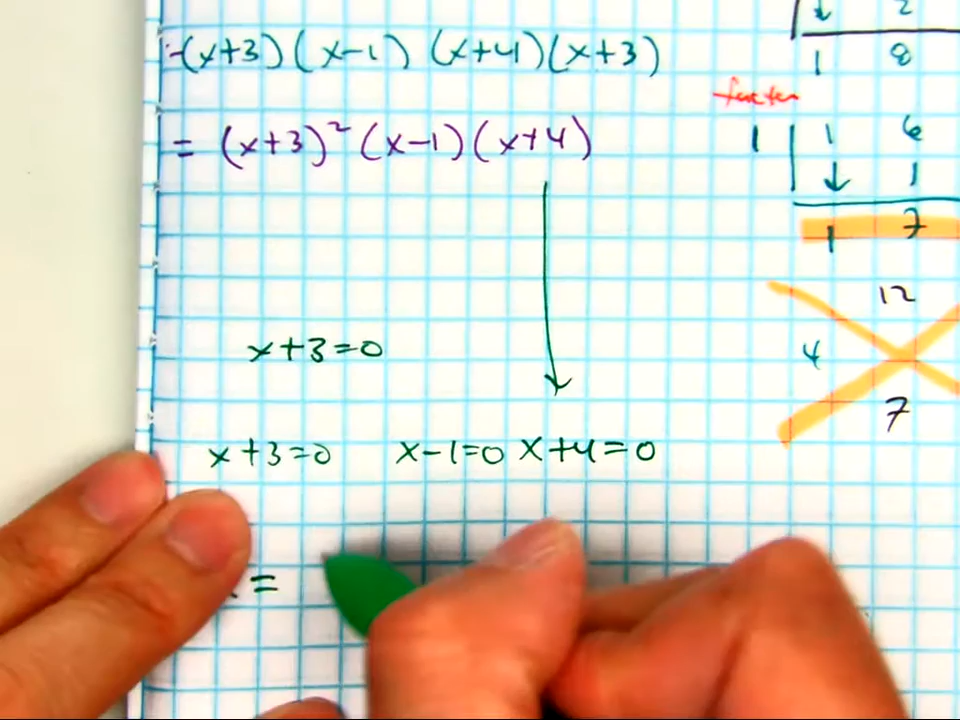 (x+3)(x-1)(x+4)(x+3)
= (x+3)²(x-1)(x+4)
x+3=0
x+3=0 x-1=0 x+4=0
=
2
1 8
factor
1 1 6
1
1 7
12
4
7